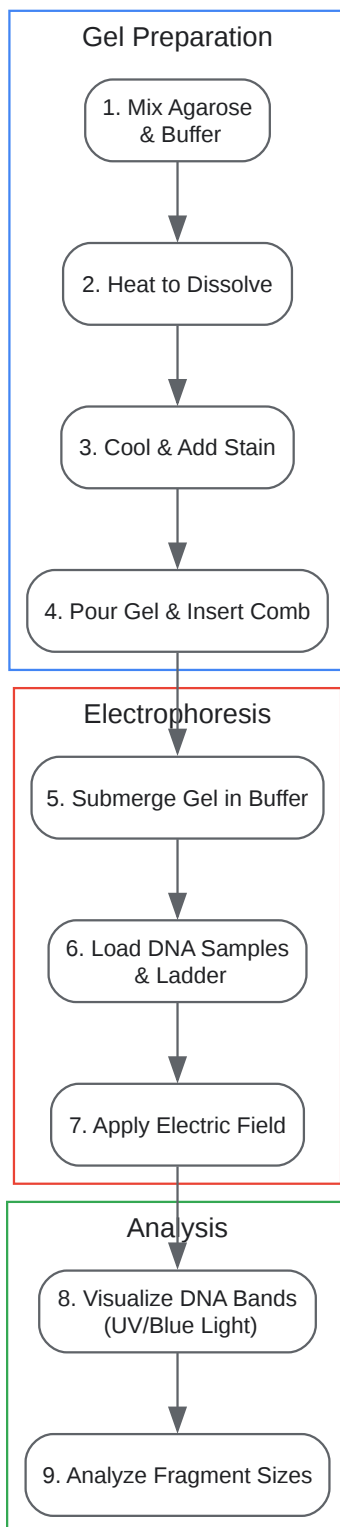 Gel Preparation
1. Mix Agarose
& Buffer
2. Heat to Dissolve
3. Cool & Add Stain
4. Pour Gel & Insert Comb
Electrophoresis
5. Submerge Gel in Buffer
6. Load DNA Samples
& Ladder
7. Apply Electric Field
Analysis
8. Visualize DNA Bands
(UV/Blue Light)
9. Analyze Fragment Sizes